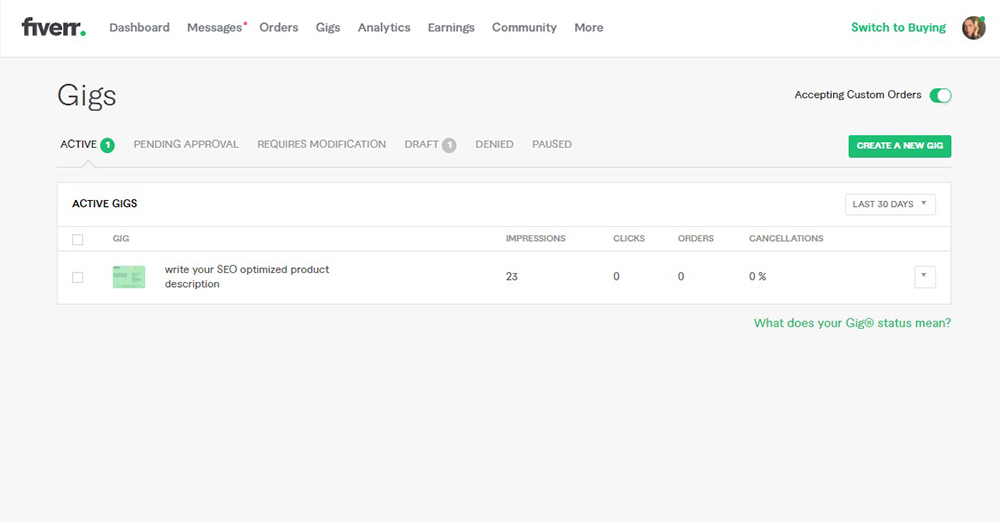 fiverr. Dashboard Messages Orders Gigs Analytics Earnings Community More Switch to Buying
Gigs
Accepting Custom Orders
ACTIVE 1 PENDING APPROVAL REQUIRES MODIFICATION DRAFT 1 DENIED PAUSED
CREATE A NEW GIG
ACTIVE GIGS
LAST 30 DAYS
GIG IMPRESSIONS CLICKS ORDERS CANCELLATIONS
write your SEO optimized product
description
23 0 0 0 %
What does your Gig® status mean?